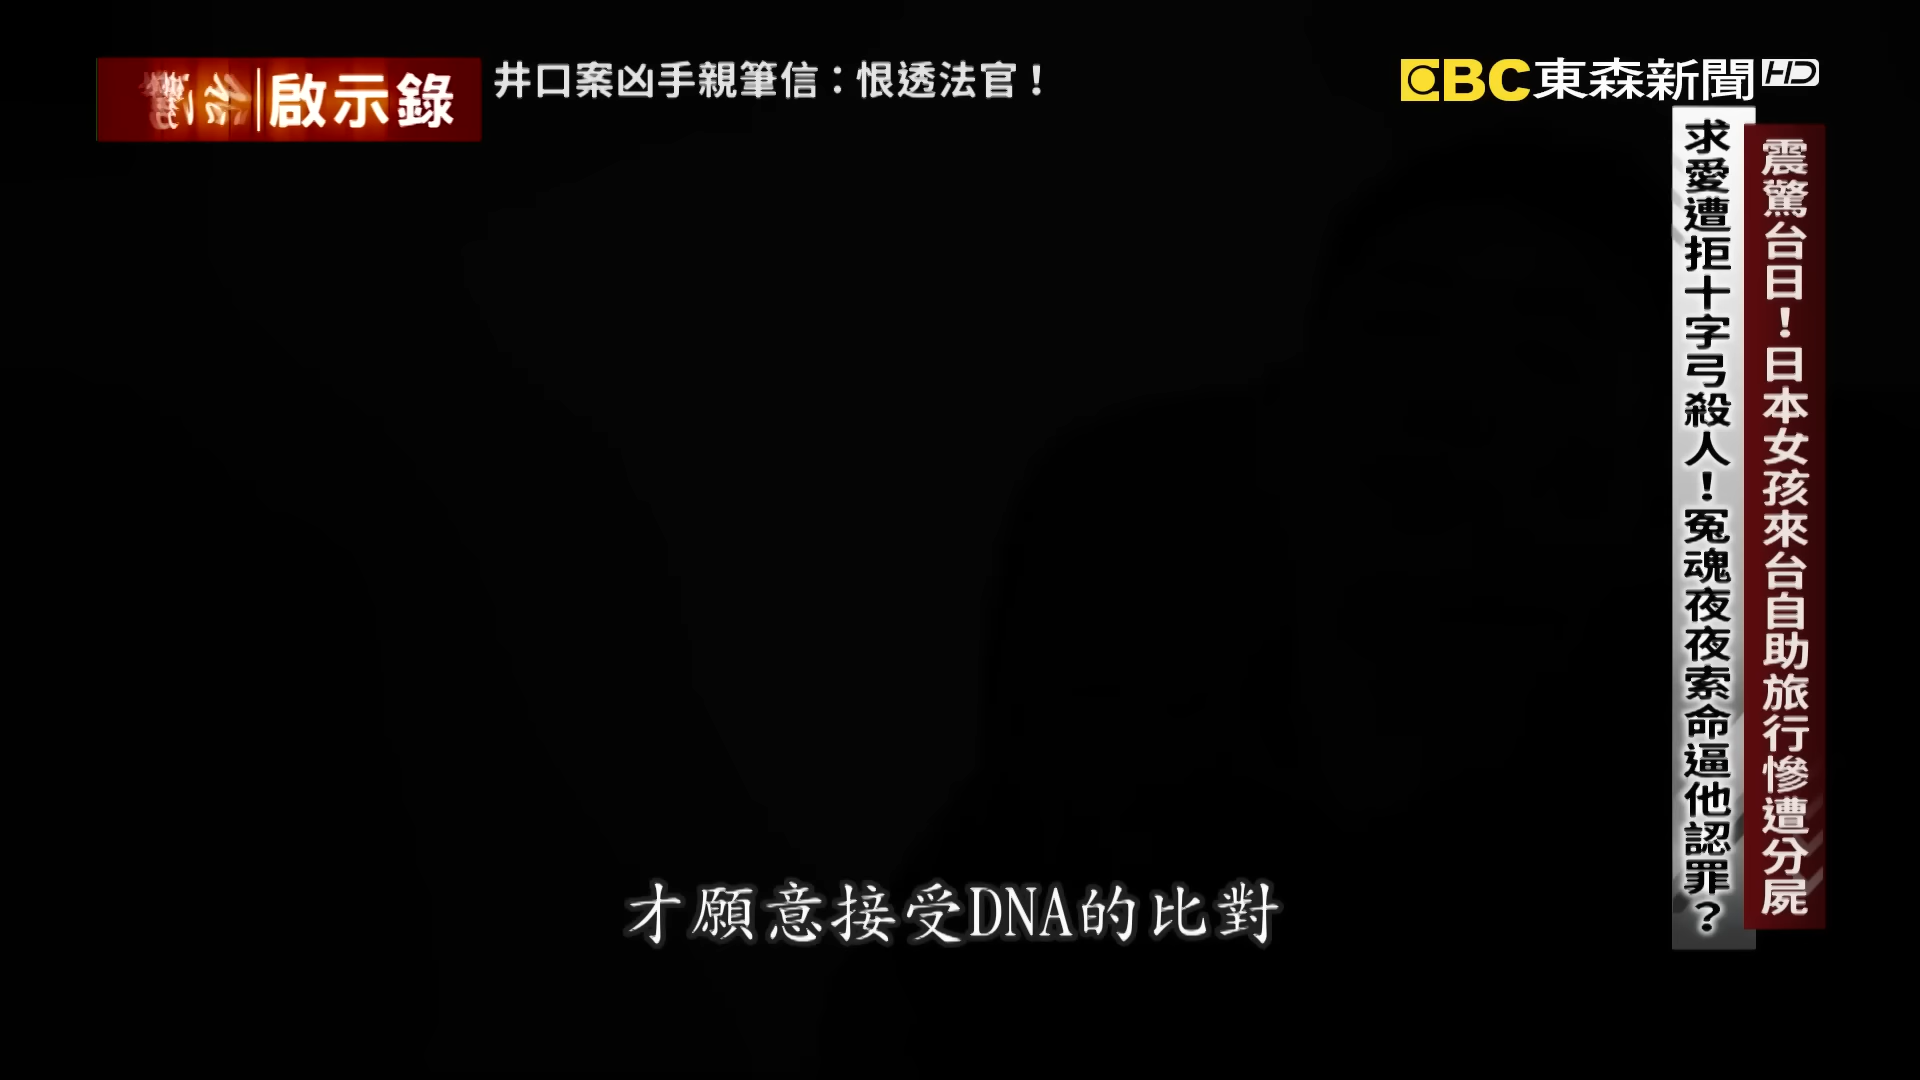 啟示錄
井口案凶手親筆信：恨透法官！
EBC東森新聞HD
震驚台日！日本女孩來台自助旅行慘遭分屍
求愛遭拒十字弓殺人！冤魂夜夜索命逼他認罪？
才願意接受DNA的比對